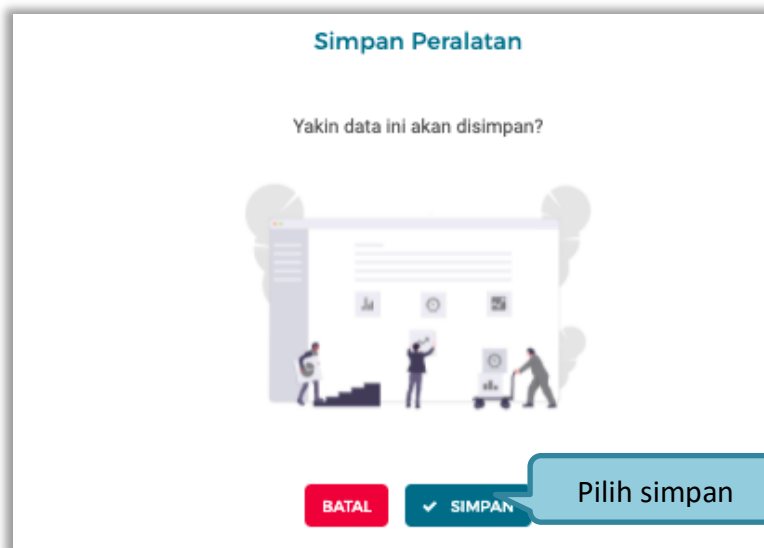 Simpan Peralatan
Yakin data ini akan disimpan?
BATAL
SIMPAN
Pilih simpan